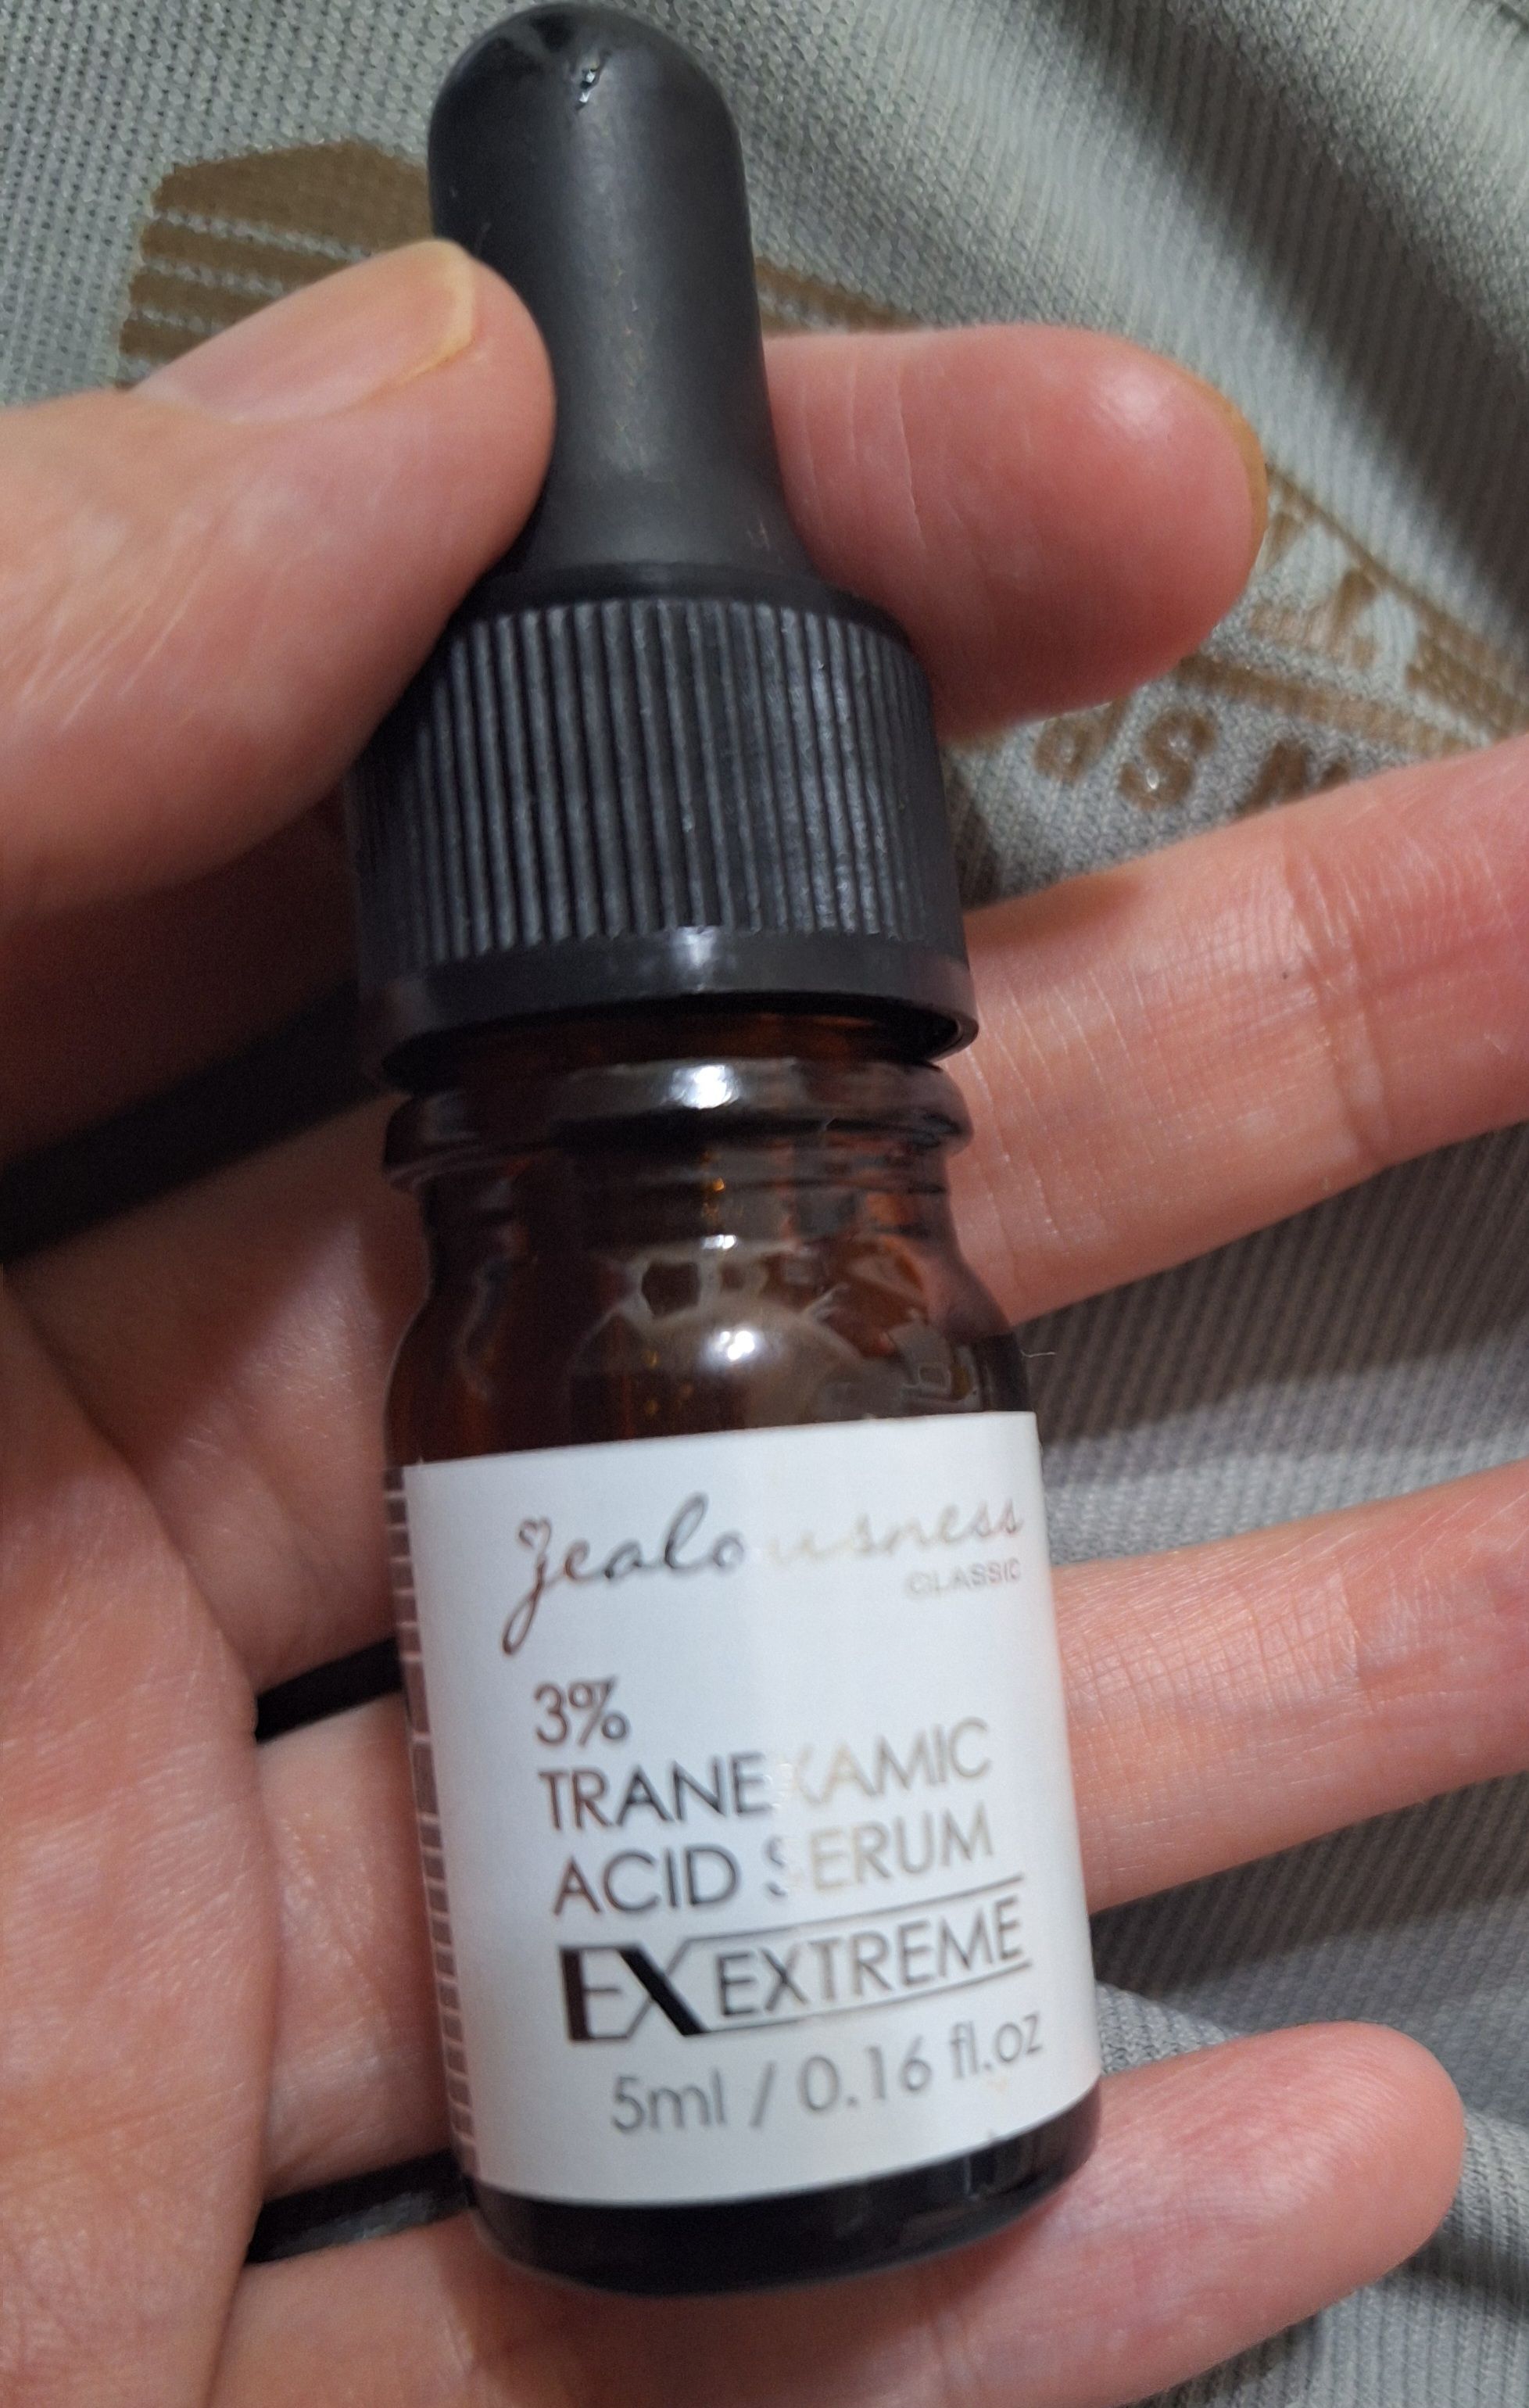 Jealousness
CLASSIC
3%
TRANEXAMIC
ACID SERUM
EX EXTREME
5ml / 0.16 fl.oz